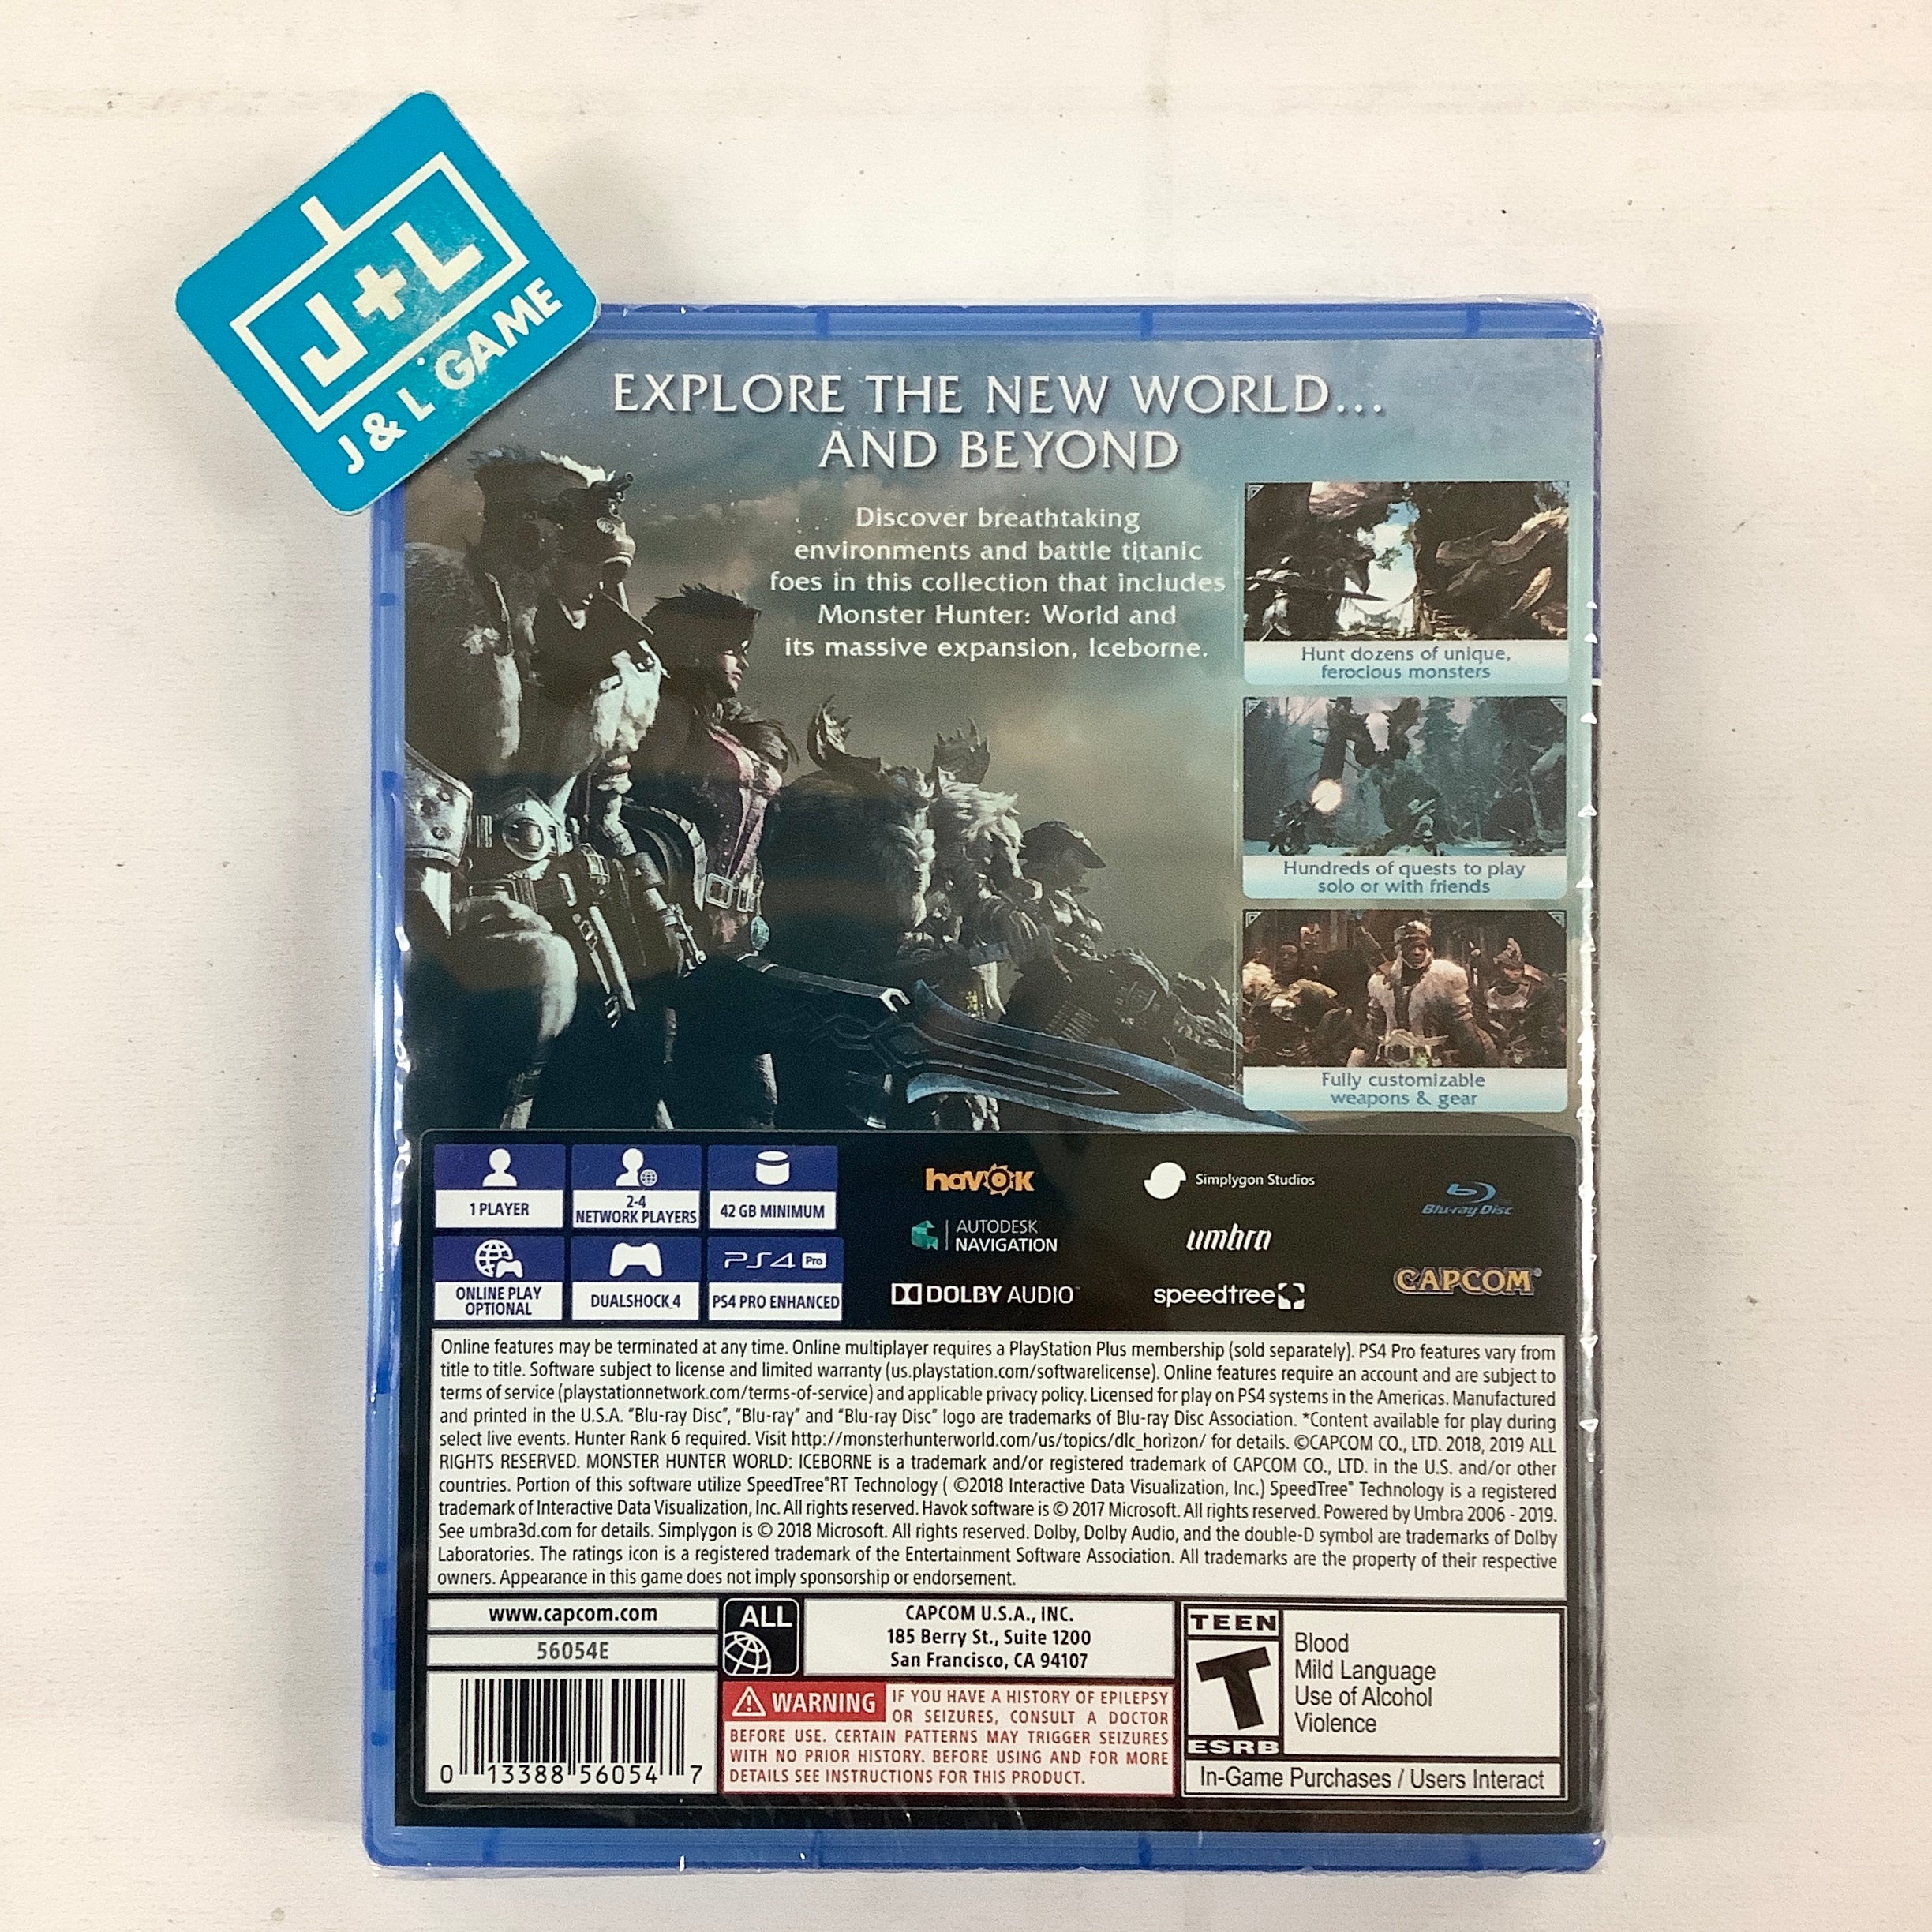 J+L
J & L GAME
EXPLORE THE NEW WORLD...
AND BEYOND
Discover breathtaking
environments and battle titanic
foes in this collection that includes
Monster Hunter: World and
its massive expansion, Iceborne.
Hunt dozens of unique,
ferocious monsters
Hundreds of quests to play
solo or with friends
Fully customizable
weapons & gear
1 PLAYER
2-4
NETWORK PLAYERS
42 GB MINIMUM
ONLINE PLAY
OPTIONAL
DUALSHOCK 4
PS4 Pro
PS4 PRO ENHANCED
havok
Simplygon Studios
Blu-ray Disc
AUTODESK
NAVIGATION
umbra
DOLBY AUDIO™
speedtree
CAPCOM®
Online features may be terminated at any time. Online multiplayer requires a PlayStation Plus membership (sold separately). PS4 Pro features vary from
title to title. Software subject to license and limited warranty (us.playstation.com/softwarelicense). Online features require an account and are subject to
terms of service (playstationnetwork.com/terms-of-service) and applicable privacy policy. Licensed for play on PS4 systems in the Americas. Manufactured
and printed in the U.S.A. “Blu-ray Disc”, “Blu-ray” and “Blu-ray Disc” logo are trademarks of Blu-ray Disc Association. *Content available for play during
select live events. Hunter Rank 6 required. Visit http://monsterhunterworld.com/us/topics/dlc_horizon/ for details. ©CAPCOM CO., LTD. 2018, 2019 ALL
RIGHTS RESERVED. MONSTER HUNTER WORLD: ICEBORNE is a trademark and/or registered trademark of CAPCOM CO., LTD. in the U.S. and/or other
countries. Portion of this software utilize SpeedTree®RT Technology ( ©2018 Interactive Data Visualization, Inc.) SpeedTree® Technology is a registered
trademark of Interactive Data Visualization, Inc. All rights reserved. Havok software is © 2017 Microsoft. All rights reserved. Powered by Umbra 2006 - 2019.
See umbra3d.com for details. Simplygon is © 2018 Microsoft. All rights reserved. Dolby, Dolby Audio, and the double-D symbol are trademarks of Dolby
Laboratories. The ratings icon is a registered trademark of the Entertainment Software Association. All trademarks are the property of their respective
owners. Appearance in this game does not imply sponsorship or endorsement.
www.capcom.com
56054E
0 13388 56054 7
ALL
CAPCOM U.S.A., INC.
185 Berry St., Suite 1200
San Francisco, CA 94107
WARNING IF YOU HAVE A HISTORY OF EPILEPSY
OR SEIZURES, CONSULT A DOCTOR
BEFORE USE. CERTAIN PATTERNS MAY TRIGGER SEIZURES
WITH NO PRIOR HISTORY. BEFORE USING AND FOR MORE
DETAILS SEE INSTRUCTIONS FOR THIS PRODUCT.
TEEN
T
ESRB
Blood
Mild Language
Use of Alcohol
Violence
In-Game Purchases / Users Interact